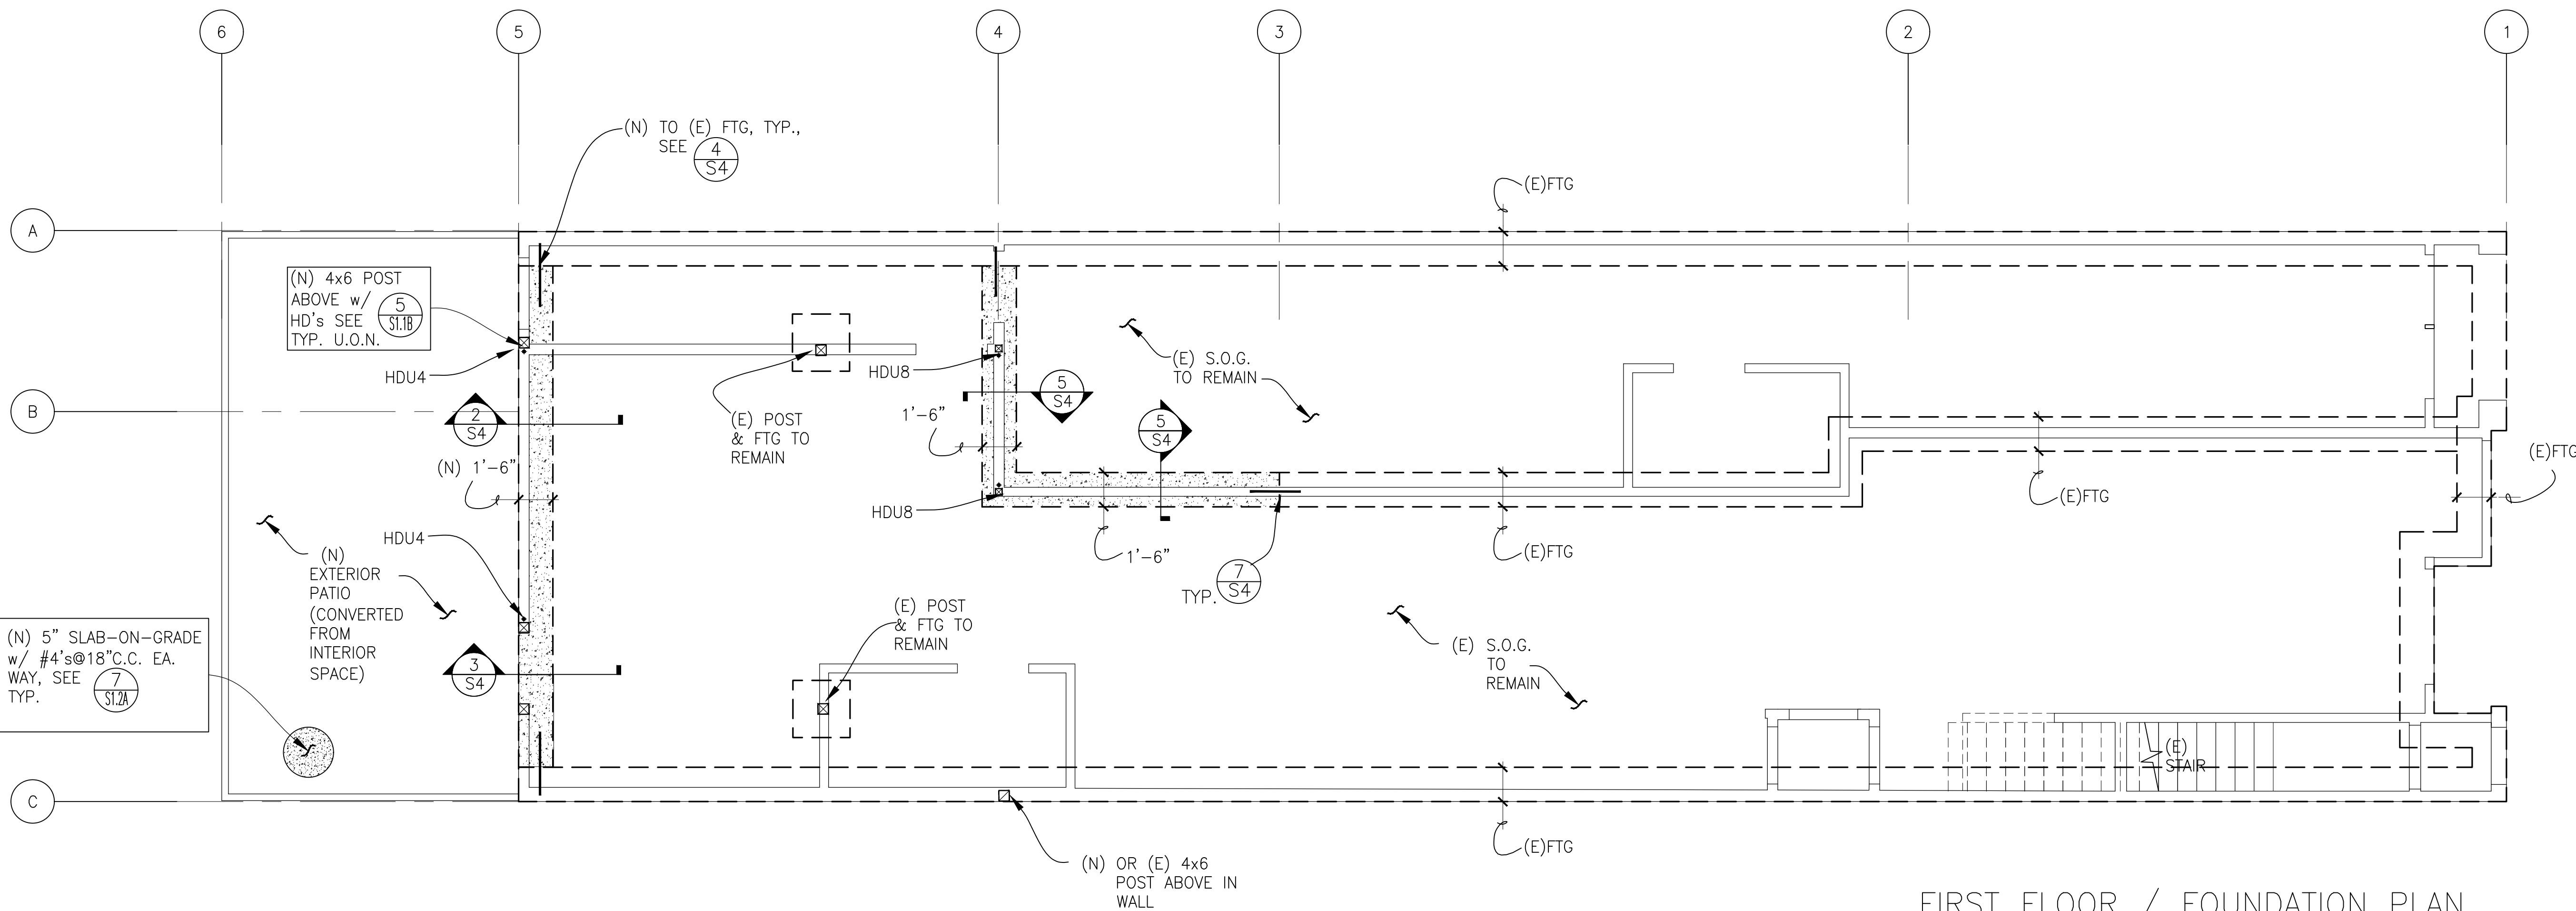 6
5
4
3
2
1
A
B
C
(N) TO (E) FTG, TYP.,
SEE 4
S4
(E)FTG
(N) 4x6 POST
ABOVE w/
HD's SEE
TYP. U.O.N.
5
S1.1B
HDU4
(E) POST
& FTG TO
REMAIN
HDU8
5
S4
(E) S.O.G.
TO REMAIN
2
S4
1'-6"
5
S4
(N) 1'-6"
(E)FTG
(E)FTG
HDU8
HDU4
(N)
EXTERIOR
PATIO
(CONVERTED
FROM
INTERIOR
SPACE)
1'-6"
(E)FTG
TYP. 7
S4
(E) POST
& FTG TO
REMAIN
(N) 5" SLAB-ON-GRADE
w/ #4's@18"C.C. EA.
WAY, SEE
TYP.
7
S1.2A
3
S4
(E) S.O.G.
TO
REMAIN
(E)
STAIR
(E)FTG
(N) OR (E) 4x6
POST ABOVE IN
WALL
FIRST FLOOR / FOUNDATION PLAN